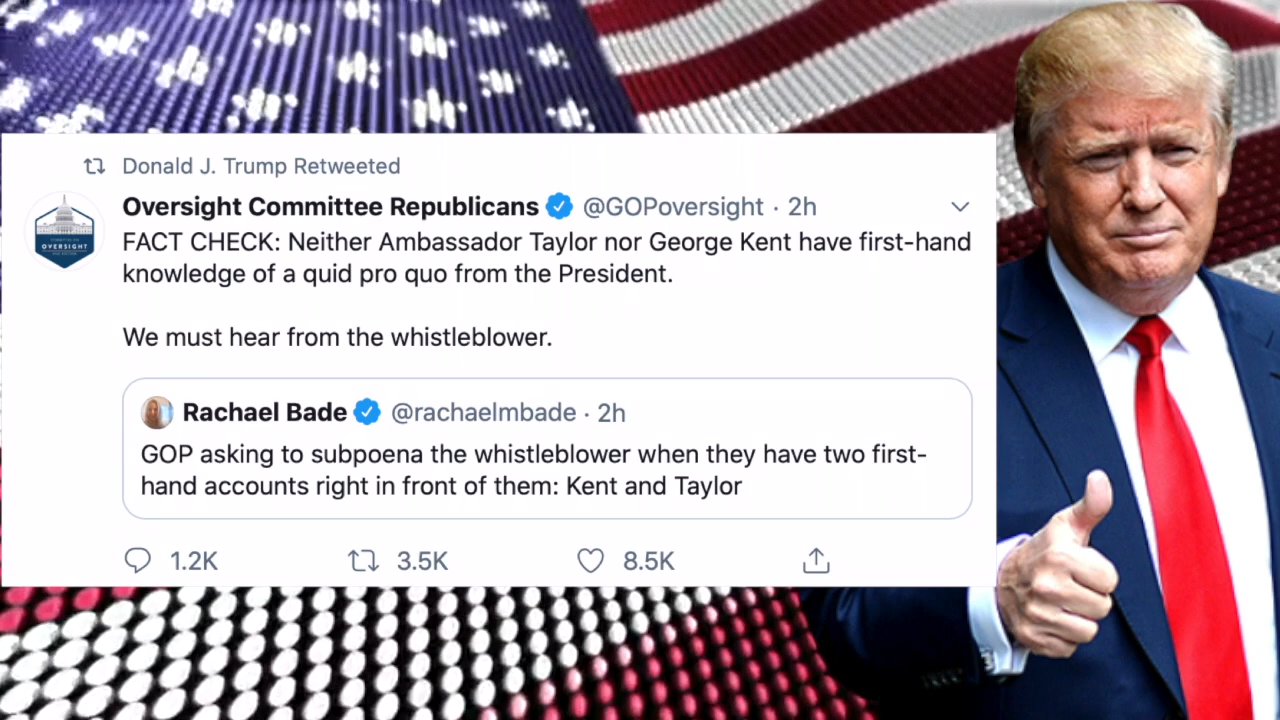 Donald J. Trump Retweeted
Oversight Committee Republicans @GOPoversight · 2h
FACT CHECK: Neither Ambassador Taylor nor George Kent have first-hand
knowledge of a quid pro quo from the President.
We must hear from the whistleblower.
Rachael Bade @rachaelmbade · 2h
GOP asking to subpoena the whistleblower when they have two first-
hand accounts right in front of them: Kent and Taylor
1.2K 3.5K 8.5K
OVERSIGHT